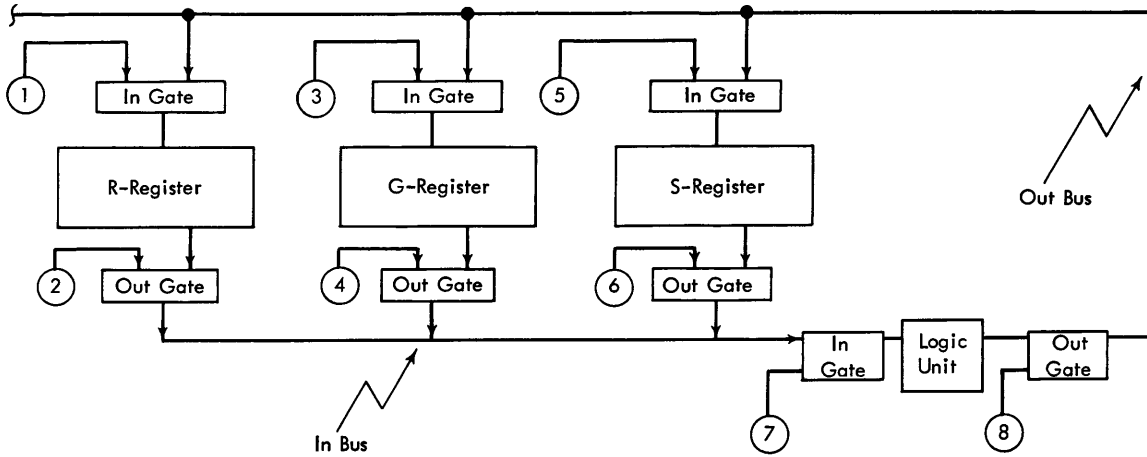 1
3
5
In Gate
In Gate
In Gate
R-Register
G-Register
S-Register
Out Bus
2
4
6
Out Gate
Out Gate
Out Gate
In
Gate
Logic
Unit
Out
Gate
In Bus
7
8